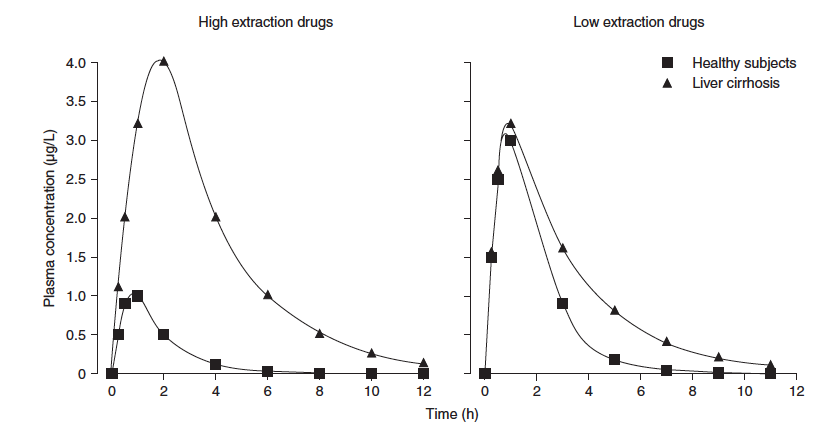 High extraction drugs
Low extraction drugs
Healthy subjects
Liver cirrhosis
Plasma concentration (μg/L)
4.0
3.5
3.0
2.5
2.0
1.5
1.0
0.5
0
0 2 4 6 8 10 12
0 2 4 6 8 10 12
Time (h)